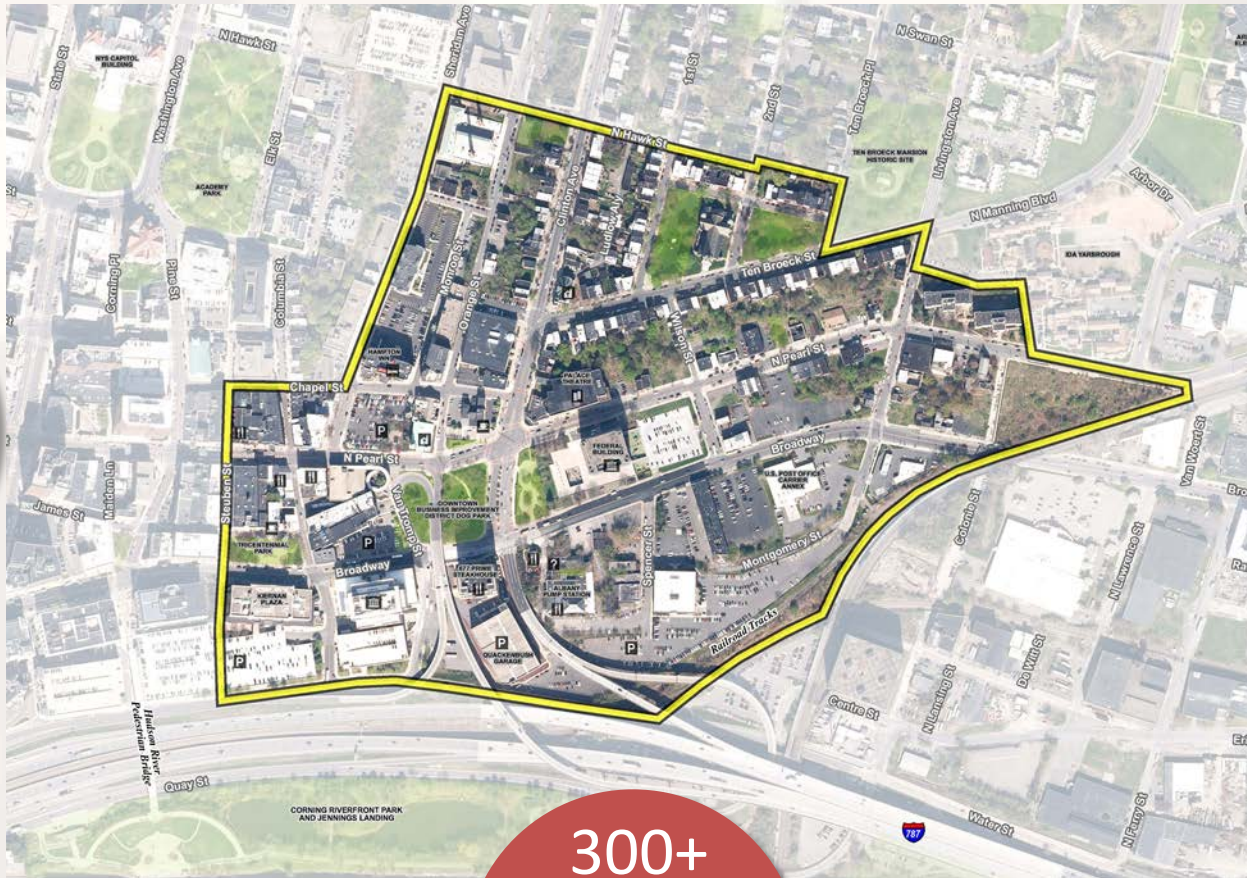 N Hawk St
State St
NYS CAPITOL
BUILDING
Washington Ave
Sheridan Ave
N Swan St
1st St
2nd St
Ten Broeck Pl
Livingston Ave
Elk St
N Hawk St
Clinton Ave
Ludlow Aly
TEN BROECK MANSION
HISTORIC SITE
ACADEMY
PARK
N Manning Blvd
Arbor Dr
IDA YARBROUGH
Corning Pl
Pine St
Columbia St
Monroe St
Orange St
Ten Broeck St
Wilson St
N Pearl St
HAMPTON
INN
PALACE
THEATRE
Chapel St
P
N Pearl St
FEDERAL
BUILDING
Broadway
U.S. POST OFFICE
CARRIER
ANNEX
Van Woert St
Steuben St
Maiden Ln
James St
Van Tromp St
DOWNTOWN
BUSINESS IMPROVEMENT
DISTRICT DOG PARK
Colonie St
N Lawrence St
TRICENTENNIAL
PARK
P
Broadway
Spencer St
Montgomery St
677 PRIME
STEAKHOUSE
?
ALBANY
PUMP STATION
KIERNAN
PLAZA
P
P
QUACKENBUSH
GARAGE
P
Railroad Tracks
De Witt St
N Lansing St
Centre St
Hudson River
Pedestrian Bridge
Quay St
CORNING RIVERFRONT PARK
AND JENNINGS LANDING
787
Water St
N Ferry St
300+